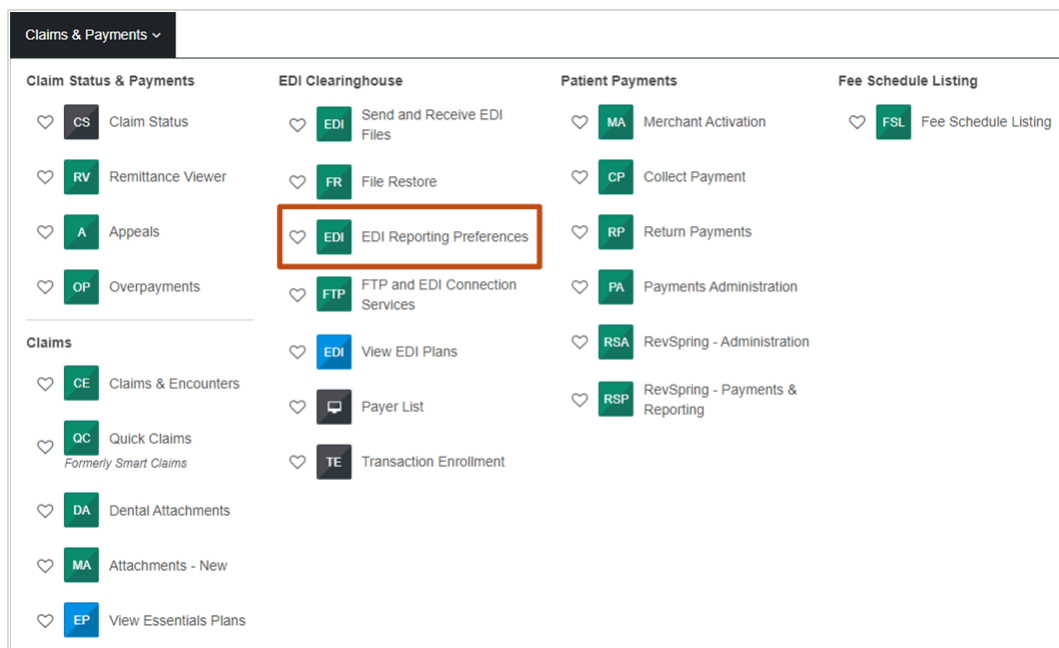 Claims & Payments
Claim Status & Payments
CS Claim Status
RV Remittance Viewer
A Appeals
OP Overpayments
Claims
CE Claims & Encounters
QC Quick Claims
Formerly Smart Claims
DA Dental Attachments
MA Attachments - New
EP View Essentials Plans
EDI Clearinghouse
EDI Send and Receive EDI
Files
FR File Restore
EDI EDI Reporting Preferences
FTP FTP and EDI Connection
Services
EDI View EDI Plans
Payer List
TE Transaction Enrollment
Patient Payments
MA Merchant Activation
CP Collect Payment
RP Return Payments
PA Payments Administration
RSA RevSpring - Administration
RSP RevSpring - Payments &
Reporting
Fee Schedule Listing
FSL Fee Schedule Listing